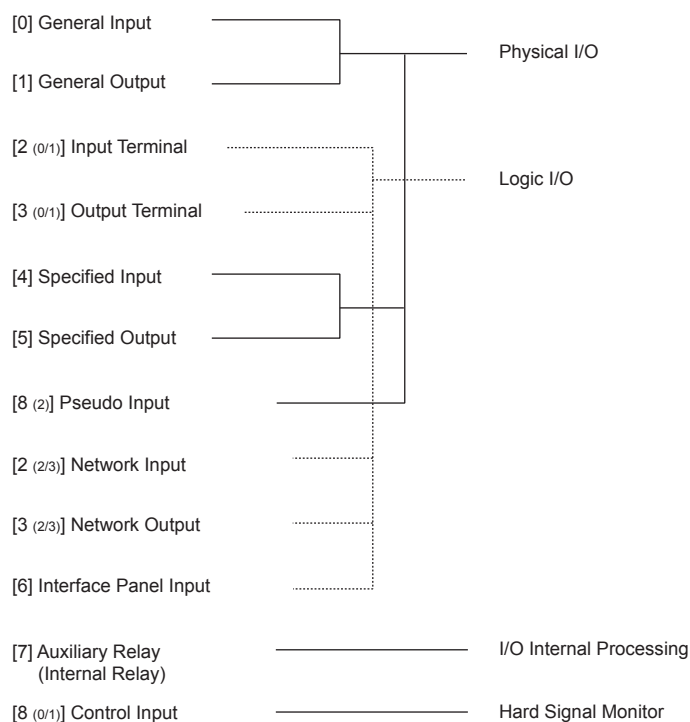 [0] General Input
Physical I/O
[1] General Output
[2 (0/1)] Input Terminal
Logic I/O
[3 (0/1)] Output Terminal
[4] Specified Input
[5] Specified Output
[8 (2)] Pseudo Input
[2 (2/3)] Network Input
[3 (2/3)] Network Output
[6] Interface Panel Input
[7] Auxiliary Relay
(Internal Relay)
I/O Internal Processing
[8 (0/1)] Control Input
Hard Signal Monitor